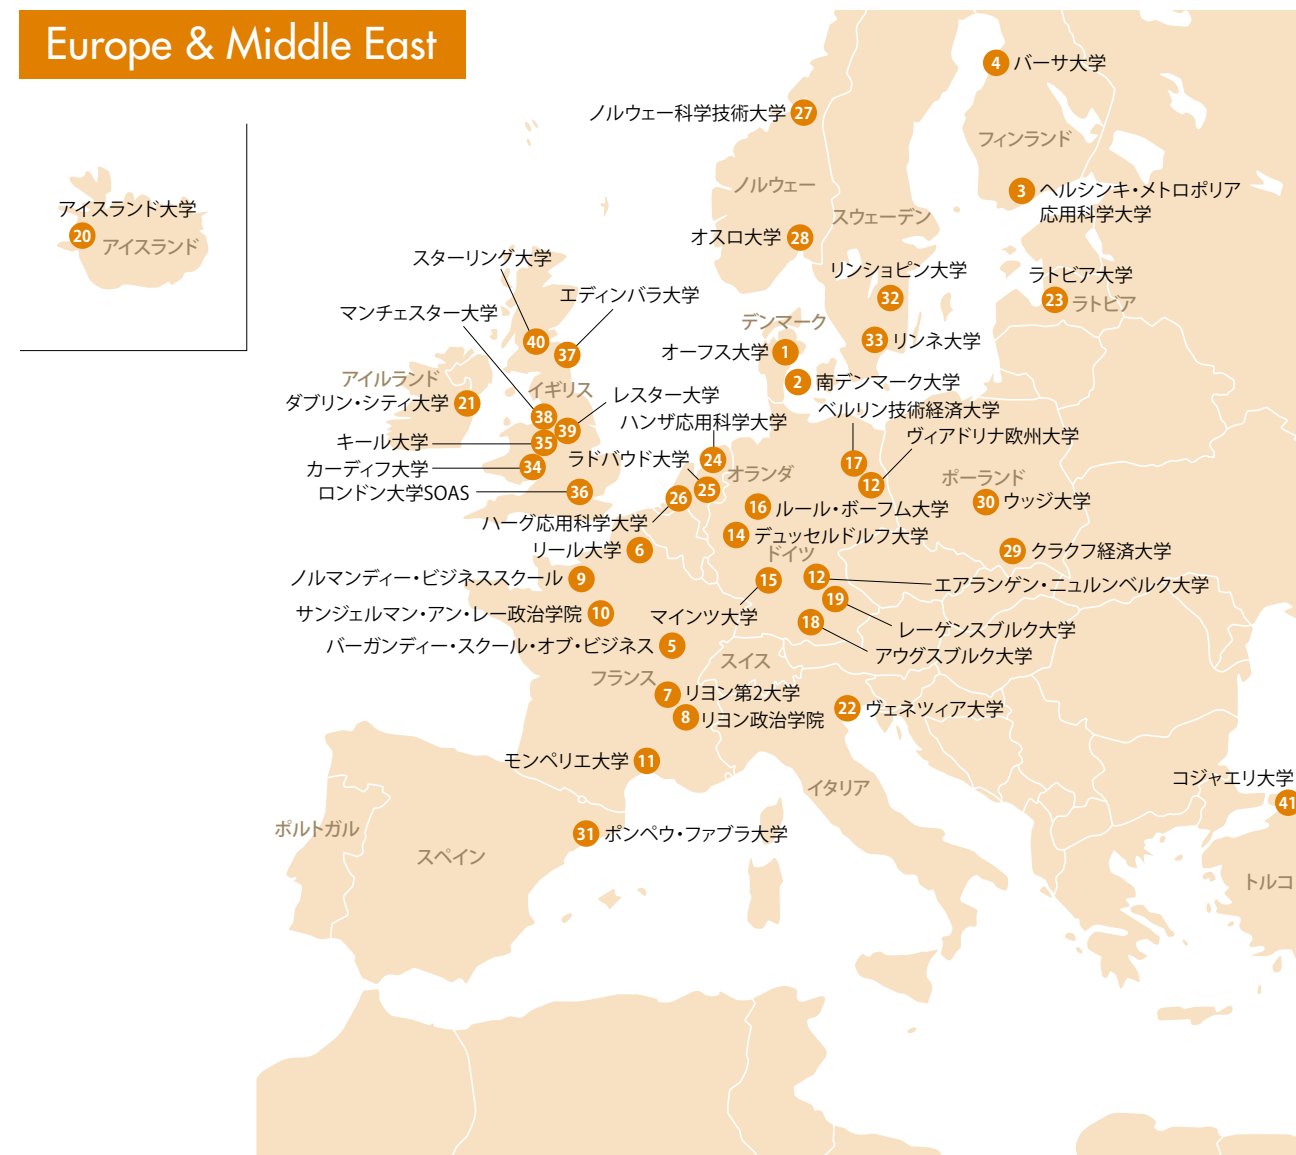 Europe & Middle East
4 バーサ大学
ノルウェー科学技術大学 27
フィンランド
ノルウェー
3 ヘルシンキ・メトロポリア
応用科学大学
アイスランド大学
20 アイスランド
スウェーデン
オスロ大学 28
スターリング大学
リンショピン大学
32
ラトビア大学
23 ラトビア
エディンバラ大学
マンチェスター大学
デンマーク
40
37
33 リンネ大学
オーフス大学 1
2 南デンマーク大学
アイルランド
ダブリン・シティ大学 21
イギリス
レスター大学
ベルリン技術経済大学
38
39
ハンザ応用科学大学
ヴィアドリナ欧州大学
キール大学 35
カーディフ大学 34
ラドバウド大学
24
オランダ
17
12
ポーランド
ロンドン大学SOAS 36
26
25
30 ウッジ大学
16 ルール・ボーフム大学
ハーグ応用科学大学
14 デュッセルドルフ大学
リール大学 6
ドイツ
29 クラクフ経済大学
ノルマンディー・ビジネススクール 9
15
12
エアランゲン・ニュルンベルク大学
サンジェルマン・アン・レー政治学院 10
マインツ大学
19
18
レーゲンスブルク大学
バーガンディー・スクール・オブ・ビジネス 5
アウグスブルク大学
スイス
フランス
7 リヨン第2大学
8 リヨン政治学院
22 ヴェネツィア大学
モンペリエ大学 11
イタリア
コジャエリ大学
41
ポルトガル
スペイン
31 ポンペウ・ファブラ大学
トルコ